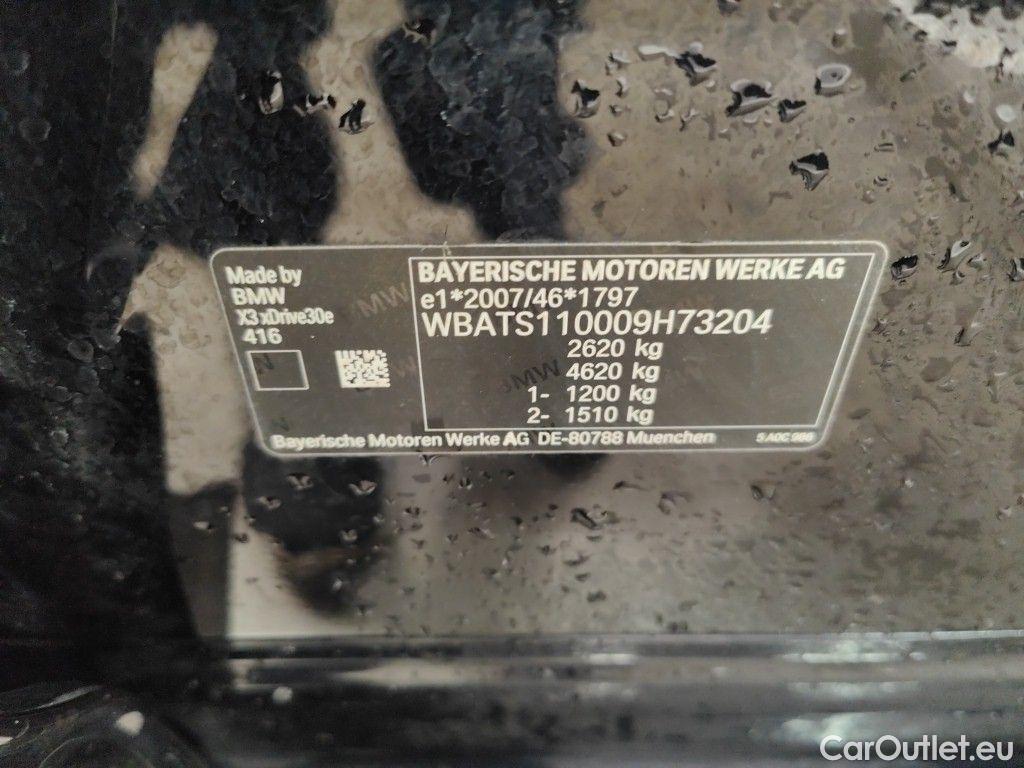 Made by
BMW
X3 xDrive30e
416
BAYERISCHE MOTOREN WERKE AG
e1*2007/46*1797
WBATS110009H73204
2620 kg
4620 kg
1- 1200 kg
2- 1510 kg
Bayerische Motoren Werke AG DE-80788 Muenchen
CarOutlet.eu